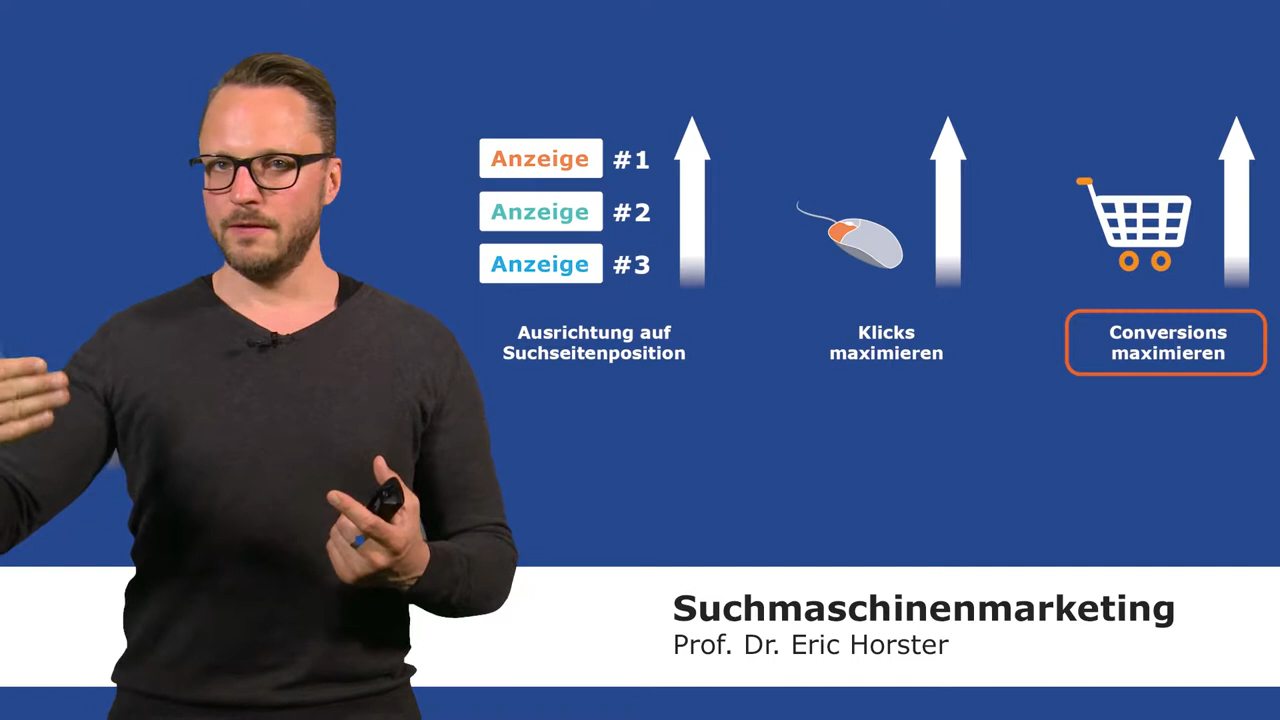 Anzeige #1
Anzeige #2
Anzeige #3
Ausrichtung auf
Suchseitenposition
Klicks
maximieren
Conversions
maximieren
Suchmaschinenmarketing
Prof. Dr. Eric Horster